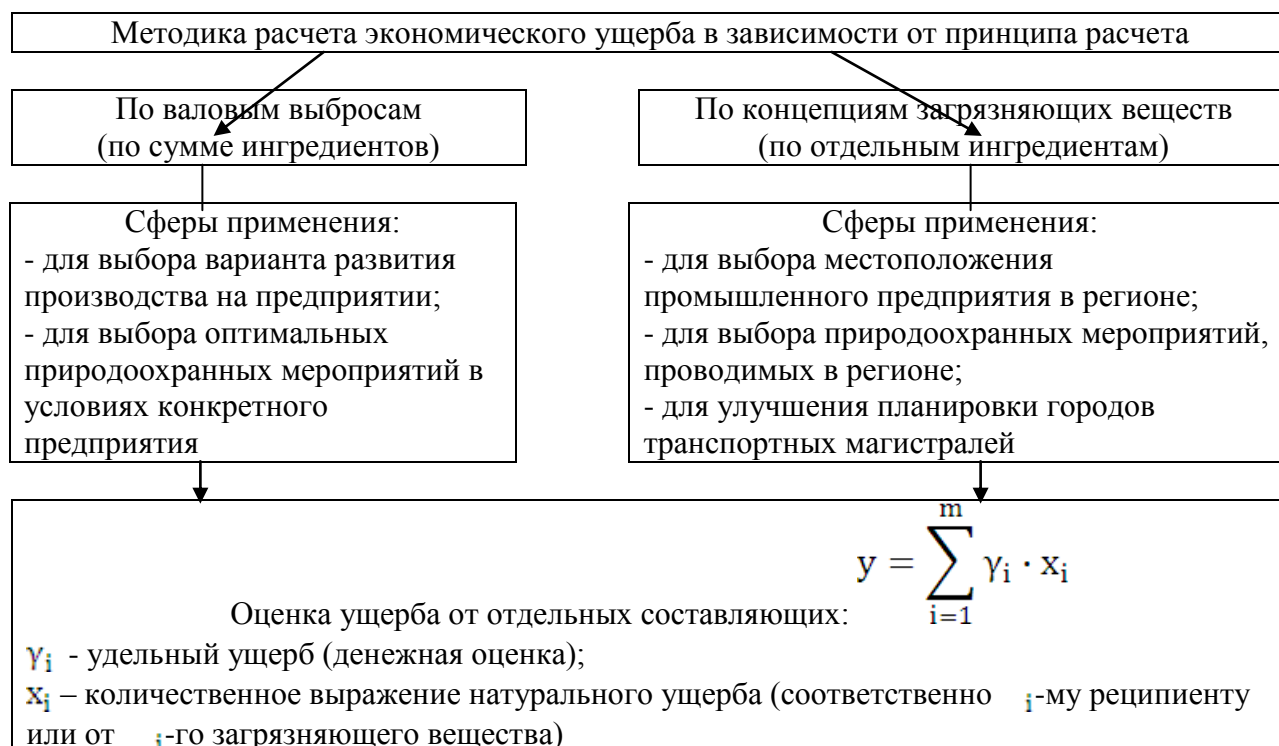 Методика расчета экономического ущерба в зависимости от принципа расчета
По валовым выбросам
(по сумме ингредиентов)
По концепциям загрязняющих веществ
(по отдельным ингредиентам)
Сферы применения:
- для выбора варианта развития
производства на предприятии;
- для выбора оптимальных
природоохранных мероприятий в
условиях конкретного
предприятия
Сферы применения:
- для выбора местоположения
промышленного предприятия в регионе;
- для выбора природоохранных мероприятий,
проводимых в регионе;
- для улучшения планировки городов
транспортных магистралей
Оценка ущерба от отдельных составляющих: y = ∑_{i=1}^{m} γᵢ · xᵢ
γᵢ - удельный ущерб (денежная оценка);
xᵢ – количественное выражение натурального ущерба (соответственно i-му реципиенту
или от i-го загрязняющего вещества)